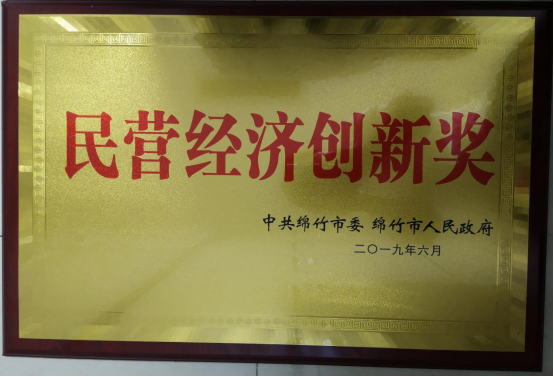 民营经济创新奖
中共绵竹市委 绵竹市人民政府
二〇一九年六月